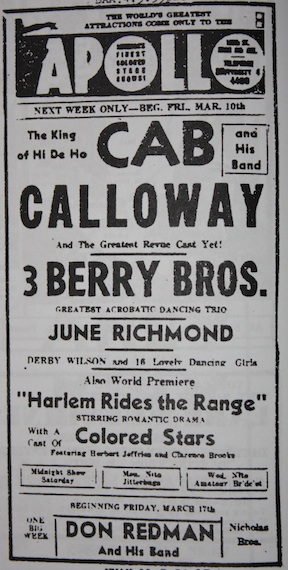 THE WORLD'S GREATEST
ATTRACTIONS COME ONLY TO THE
APOLLO
FINEST
COLORED
STAGE
SHOWS
NEXT WEEK ONLY—BEG. FRI., MAR. 10th
The King
of Hi De Ho
CAB
and
His
Band
CALLOWAY
And The Greatest Revue Cast Yet!
3 BERRY BROS.
GREATEST ACROBATIC DANCING TRIO
JUNE RICHMOND
DERBY WILSON and 16 Lovely Dancing Girls
Also World Premiere
"Harlem Rides the Range"
STIRRING ROMANTIC DRAMA
With A
Cast Of
Colored Stars
Featuring Herbert Jeffries and Clarence Brooks
Midnight Show
Saturday
Mon. Nite
Jitterbugs
Wed. Nite
Amateur
BEGINNING FRIDAY, MARCH 17th
ONE
BIG
WEEK
DON REDMAN
And His Band
Nicholas
Bros.